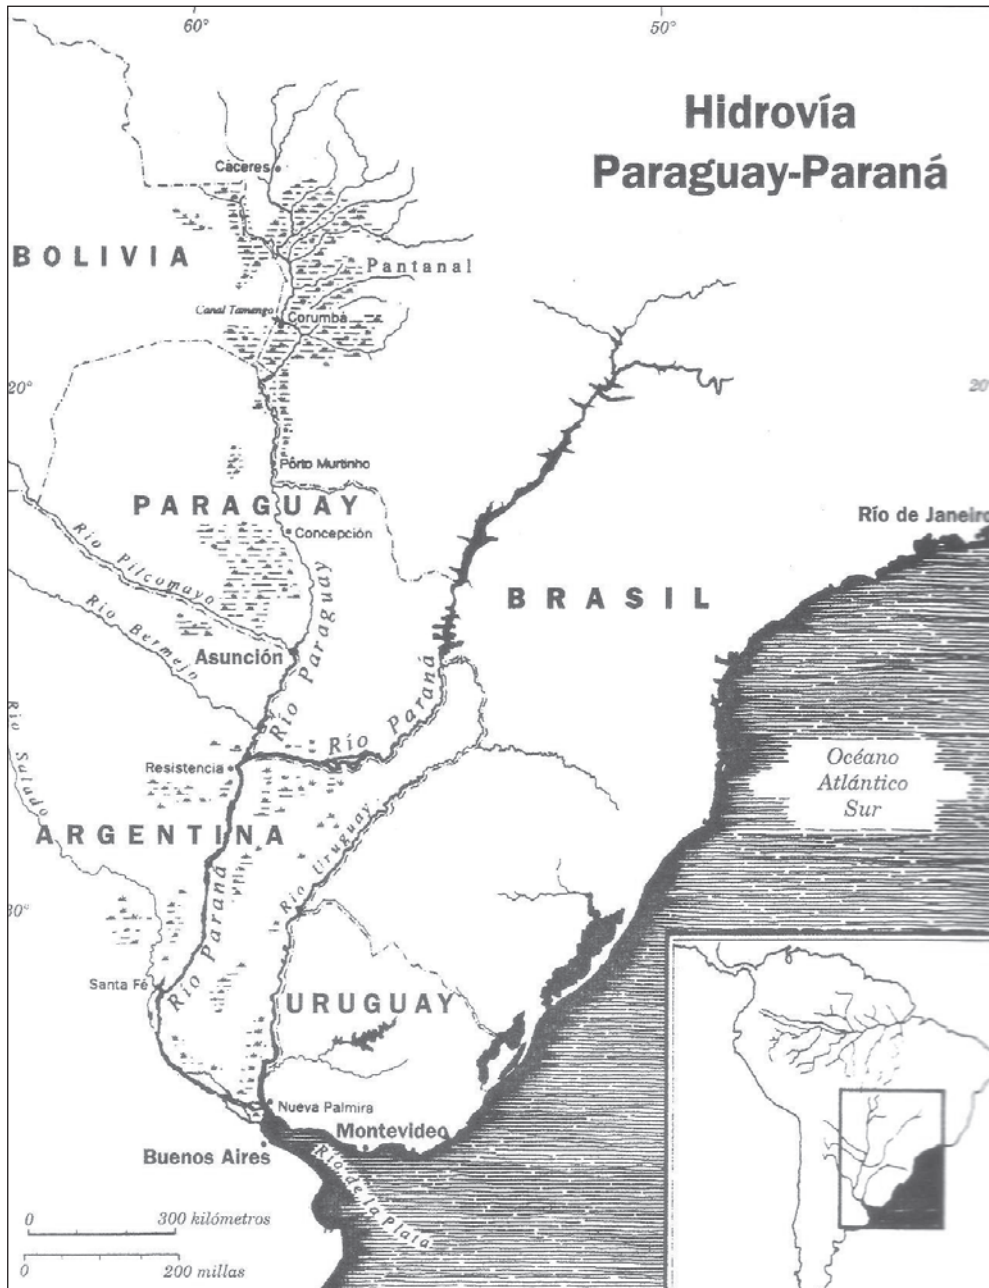 60°
50°
Hidrovía
Paraguay-Paraná
Cáceres
BOLIVIA
Pantanal
Canal Tamengo
Corumbá
20°
20°
Pôrto Murtinho
PARAGUAY
Concepción
Río de Janeiro
Río Pilcomayo
Río Paraguay
BRASIL
Río Bermejo
Asunción
Río Paraná
Río Salado
Resistencia
Océano
Atlántico
Sur
ARGENTINA
Río Uruguay
30°
Río Paraná
Santa Fé
URUGUAY
Nueva Palmira
Montevideo
Buenos Aires
Río de la Plata
0 300 kilómetros
0 200 millas